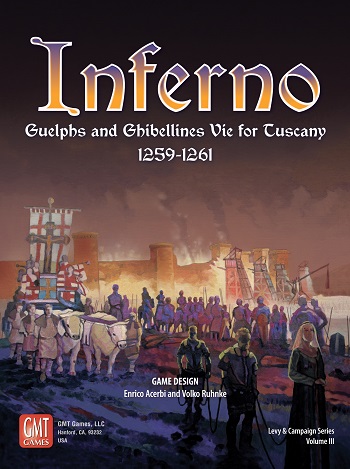 Inferno
Guelphs and Ghibellines Vie for Tuscany
1259-1261
GAME DESIGN
Enrico Acerbi and Volko Ruhnke
GMT
GAMES
GMT Games, LLC
Hanford, CA, 93232
USA
Levy & Campaign Series
Volume III